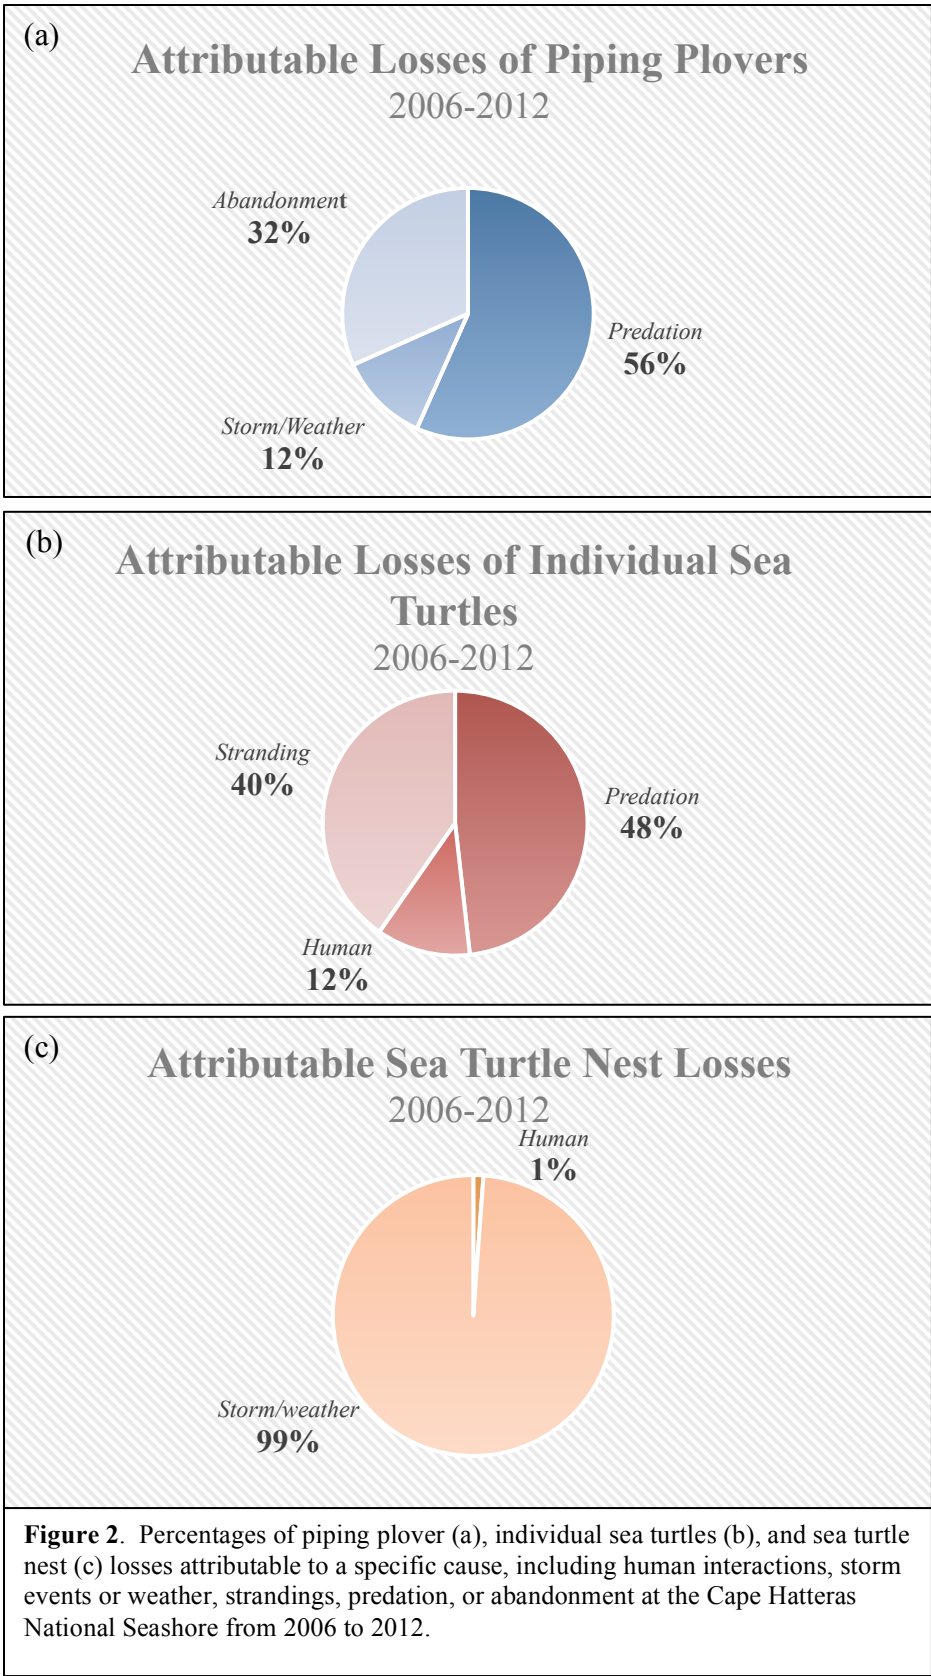 (a)
Attributable Losses of Piping Plovers
2006-2012
Abandonment
32%
Predation
56%
Storm/Weather
12%
(b)
Attributable Losses of Individual Sea
Turtles
2006-2012
Stranding
40%
Predation
48%
Human
12%
(c)
Attributable Sea Turtle Nest Losses
2006-2012
Human
1%
Storm/weather
99%
Figure 2. Percentages of piping plover (a), individual sea turtles (b), and sea turtle
nest (c) losses attributable to a specific cause, including human interactions, storm
events or weather, strandings, predation, or abandonment at the Cape Hatteras
National Seashore from 2006 to 2012.